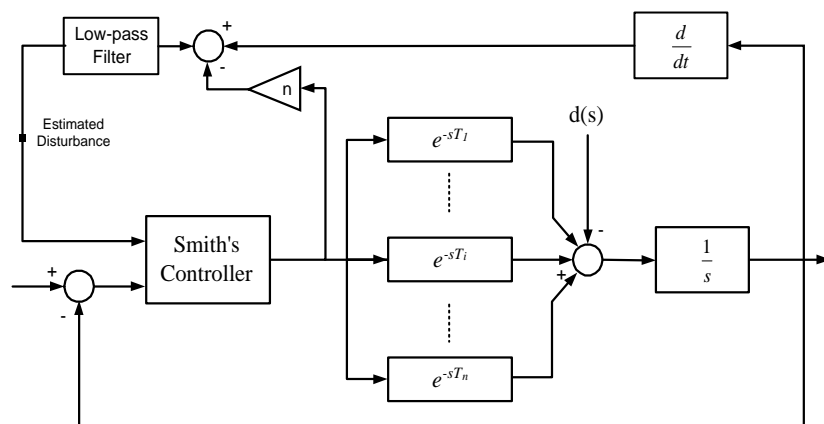 Low-pass
Filter
+
-
n
d
dt
Estimated
Disturbance
d(s)
e^{-sT_1}
-
Smith's
Controller
e^{-sT_i}
+
1
s
+
-
e^{-sT_n}